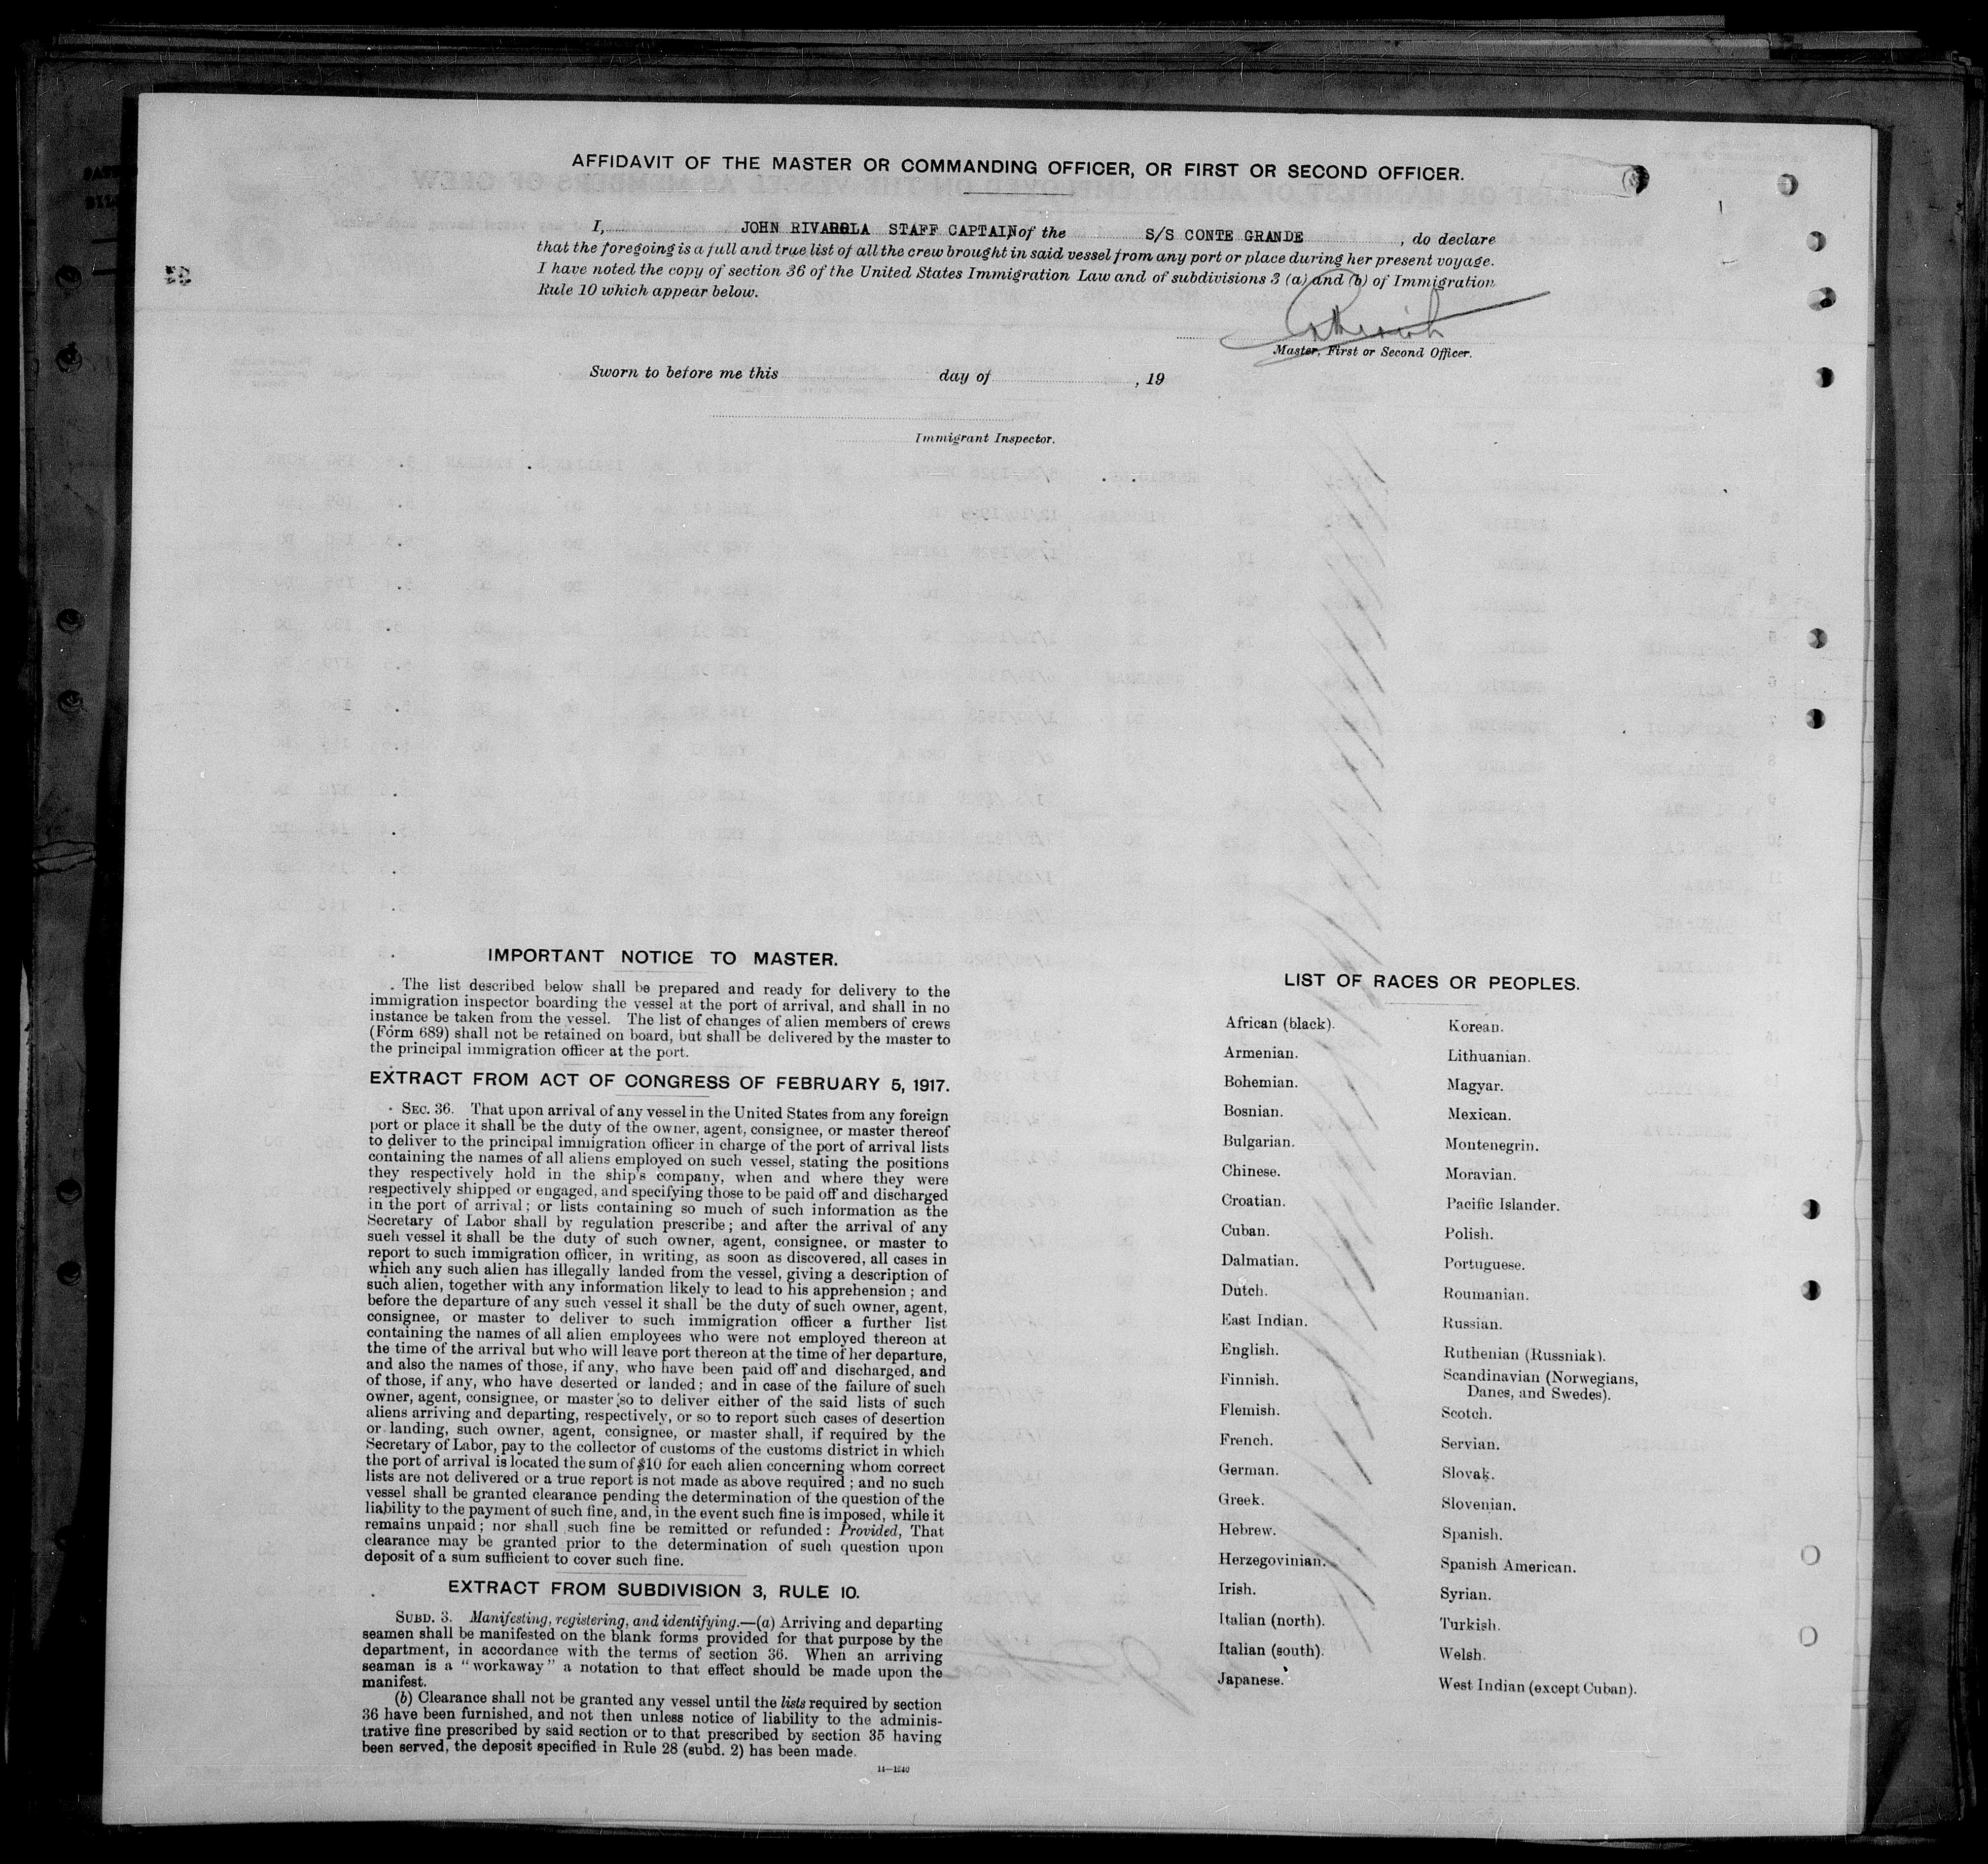 AFFIDAVIT OF THE MASTER OR COMMANDING OFFICER, OR FIRST OR SECOND OFFICER.
I, JOHN RIVAROLA STAFF CAPTAIN, of the S/S CONTE GRANDE, do declare
that the foregoing is a full and true list of all the crew brought in said vessel from any port or place during her present voyage.
I have noted the copy of section 36 of the United States Immigration Law and of subdivisions 3 (a) and (b) of Immigration
Rule 10 which appear below.
Master, First or Second Officer.
Sworn to before me this day of , 19
Immigrant Inspector.
IMPORTANT NOTICE TO MASTER.
The list described below shall be prepared and ready for delivery to the
immigration inspector boarding the vessel at the port of arrival, and shall in no
instance be taken from the vessel. The list of changes of alien members of crews
(Form 689) shall not be retained on board, but shall be delivered by the master to
the principal immigration officer at the port.
EXTRACT FROM ACT OF CONGRESS OF FEBRUARY 5, 1917.
SEC. 36. That upon arrival of any vessel in the United States from any foreign
port or place it shall be the duty of the owner, agent, consignee, or master thereof
to deliver to the principal immigration officer in charge of the port of arrival lists
containing the names of all aliens employed on such vessel, stating the positions
they respectively hold in the ship's company, when and where they were
respectively shipped or engaged, and specifying those to be paid off and discharged
in the port of arrival; or lists containing so much of such information as the
Secretary of Labor shall by regulation prescribe; and after the arrival of any
such vessel it shall be the duty of such owner, agent, consignee, or master to
report to such immigration officer, in writing, as soon as discovered, all cases in
which any such alien has illegally landed from the vessel, giving a description of
such alien, together with any information likely to lead to his apprehension; and
before the departure of any such vessel it shall be the duty of such owner, agent,
consignee, or master to deliver to such immigration officer a further list
containing the names of all alien employees who were not employed thereon at
the time of the arrival but who will leave port thereon at the time of her departure,
and also the names of those, if any, who have been paid off and discharged, and
of those, if any, who have deserted or landed; and in case of the failure of such
owner, agent, consignee, or master so to deliver either of the said lists of such
aliens arriving and departing, respectively, or so to report such cases of desertion
or landing, such owner, agent, consignee, or master shall, if required by the
Secretary of Labor, pay to the collector of customs of the customs district in which
the port of arrival is located the sum of $10 for each alien concerning whom correct
lists are not delivered or a true report is not made as above required; and no such
vessel shall be granted clearance pending the determination of the question of the
liability to the payment of such fine, and, in the event such fine is imposed, while it
remains unpaid; nor shall such fine be remitted or refunded: Provided, That
clearance may be granted prior to the determination of such question upon
deposit of a sum sufficient to cover such fine.
EXTRACT FROM SUBDIVISION 3, RULE 10.
SUBD. 3. Manifesting, registering, and identifying.—(a) Arriving and departing
seamen shall be manifested on the blank forms provided for that purpose by the
department, in accordance with the terms of section 36. When an arriving
seaman is a "workaway" a notation to that effect should be made upon the
manifest.
(b) Clearance shall not be granted any vessel until the lists required by section
36 have been furnished, and not then unless notice of liability to the adminis-
trative fine prescribed by said section or to that prescribed by section 35 having
been served, the deposit specified in Rule 28 (subd. 2) has been made.
14—1240
LIST OF RACES OR PEOPLES.
African (black).
Armenian.
Bohemian.
Bosnian.
Bulgarian.
Chinese.
Croatian.
Cuban.
Dalmatian.
Dutch.
East Indian.
English.
Finnish.
Flemish.
French.
German.
Greek.
Hebrew.
Herzegovinian.
Irish.
Italian (north).
Italian (south).
Japanese.
Korean.
Lithuanian.
Magyar.
Mexican.
Montenegrin.
Moravian.
Pacific Islander.
Polish.
Portuguese.
Roumanian.
Russian.
Ruthenian (Russniak).
Scandinavian (Norwegians,
Danes, and Swedes).
Scotch.
Servian.
Slovak.
Slovenian.
Spanish.
Spanish American.
Syrian.
Turkish.
Welsh.
West Indian (except Cuban).